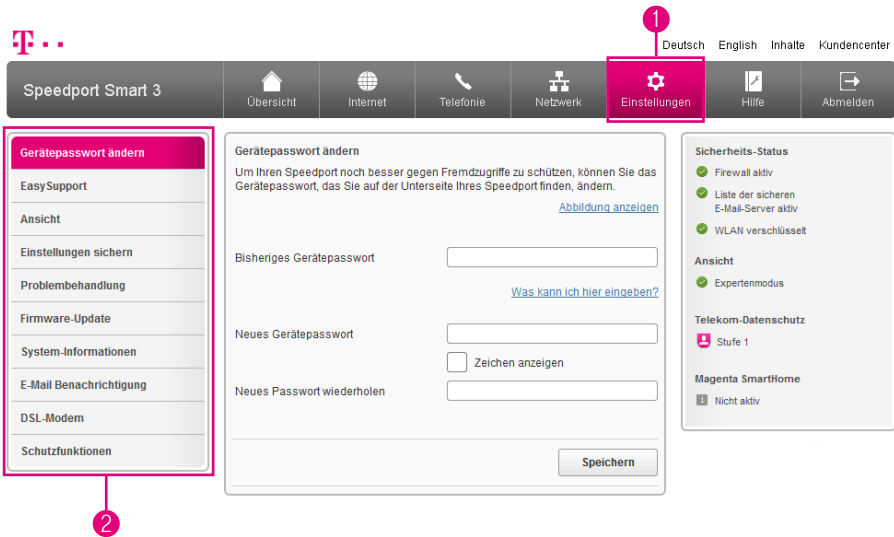 1
T
Deutsch English Inhalte Kundencenter
Speedport Smart 3
Übersicht Internet Telefonie Netzwerk Einstellungen Hilfe Abmelden
Gerätepasswort ändern
EasySupport
Ansicht
Einstellungen sichern
Problembehandlung
Firmware-Update
System-Informationen
E-Mail Benachrichtigung
DSL-Modem
Schutzfunktionen
2
Gerätepasswort ändern
Um Ihren Speedport noch besser gegen Fremdzugriffe zu schützen, können Sie das
Gerätepasswort, das Sie auf der Unterseite Ihres Speedport finden, ändern.
Abbildung anzeigen
Bisheriges Gerätepasswort
Was kann ich hier eingeben?
Neues Gerätepasswort
Zeichen anzeigen
Neues Passwort wiederholen
Speichern
Sicherheits-Status
Firewall aktiv
Liste der sicheren
E-Mail-Server aktiv
WLAN verschlüsselt
Ansicht
Expertenmodus
Telekom-Datenschutz
Stufe 1
Magenta SmartHome
i Nicht aktiv